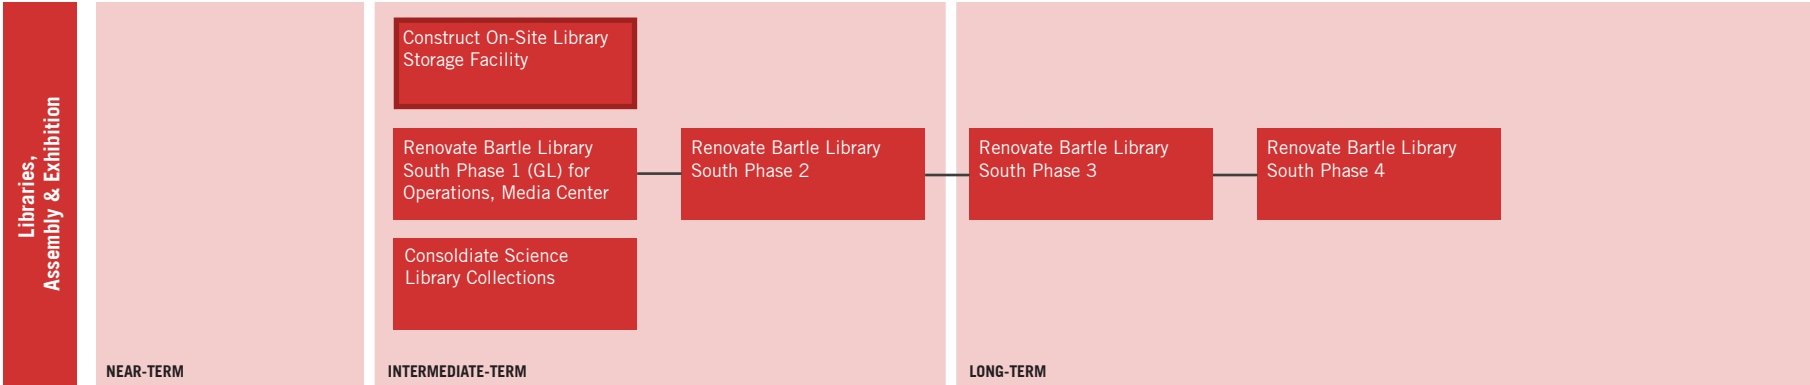 Libraries,
Assembly & Exhibition
Construct On-Site Library
Storage Facility
Renovate Bartle Library
South Phase 1 (GL) for
Operations, Media Center
Renovate Bartle Library
South Phase 2
Renovate Bartle Library
South Phase 3
Renovate Bartle Library
South Phase 4
Consoldiate Science
Library Collections
NEAR-TERM
INTERMEDIATE-TERM
LONG-TERM